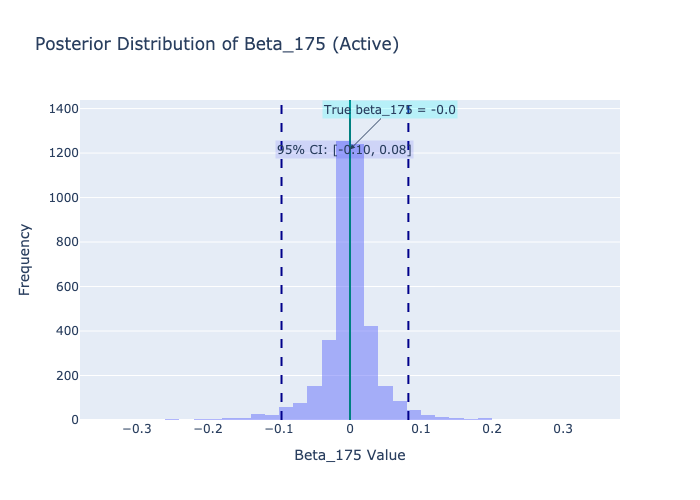 Posterior Distribution of Beta_175 (Active)
1400
True beta_175 = -0.0
1200
95% CI: [-0.10, 0.08]
1000
800
600
400
200
0
Frequency
−0.3 −0.2 −0.1 0 0.1 0.2 0.3
Beta_175 Value